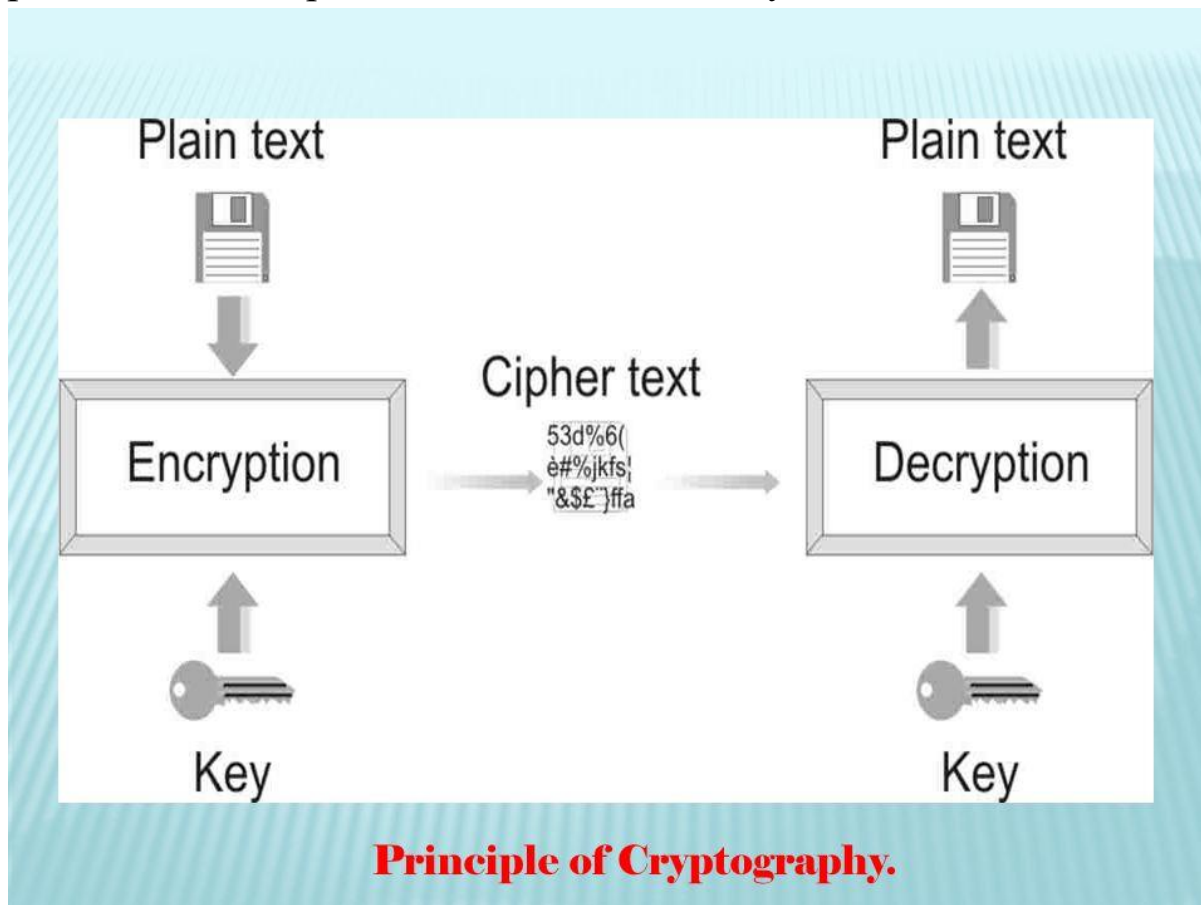 Plain text
Plain text
Encryption
Cipher text
53d%6(
è#%jkfs¦
"&$£¨}ffa
Decryption
Key
Key
Principle of Cryptography.